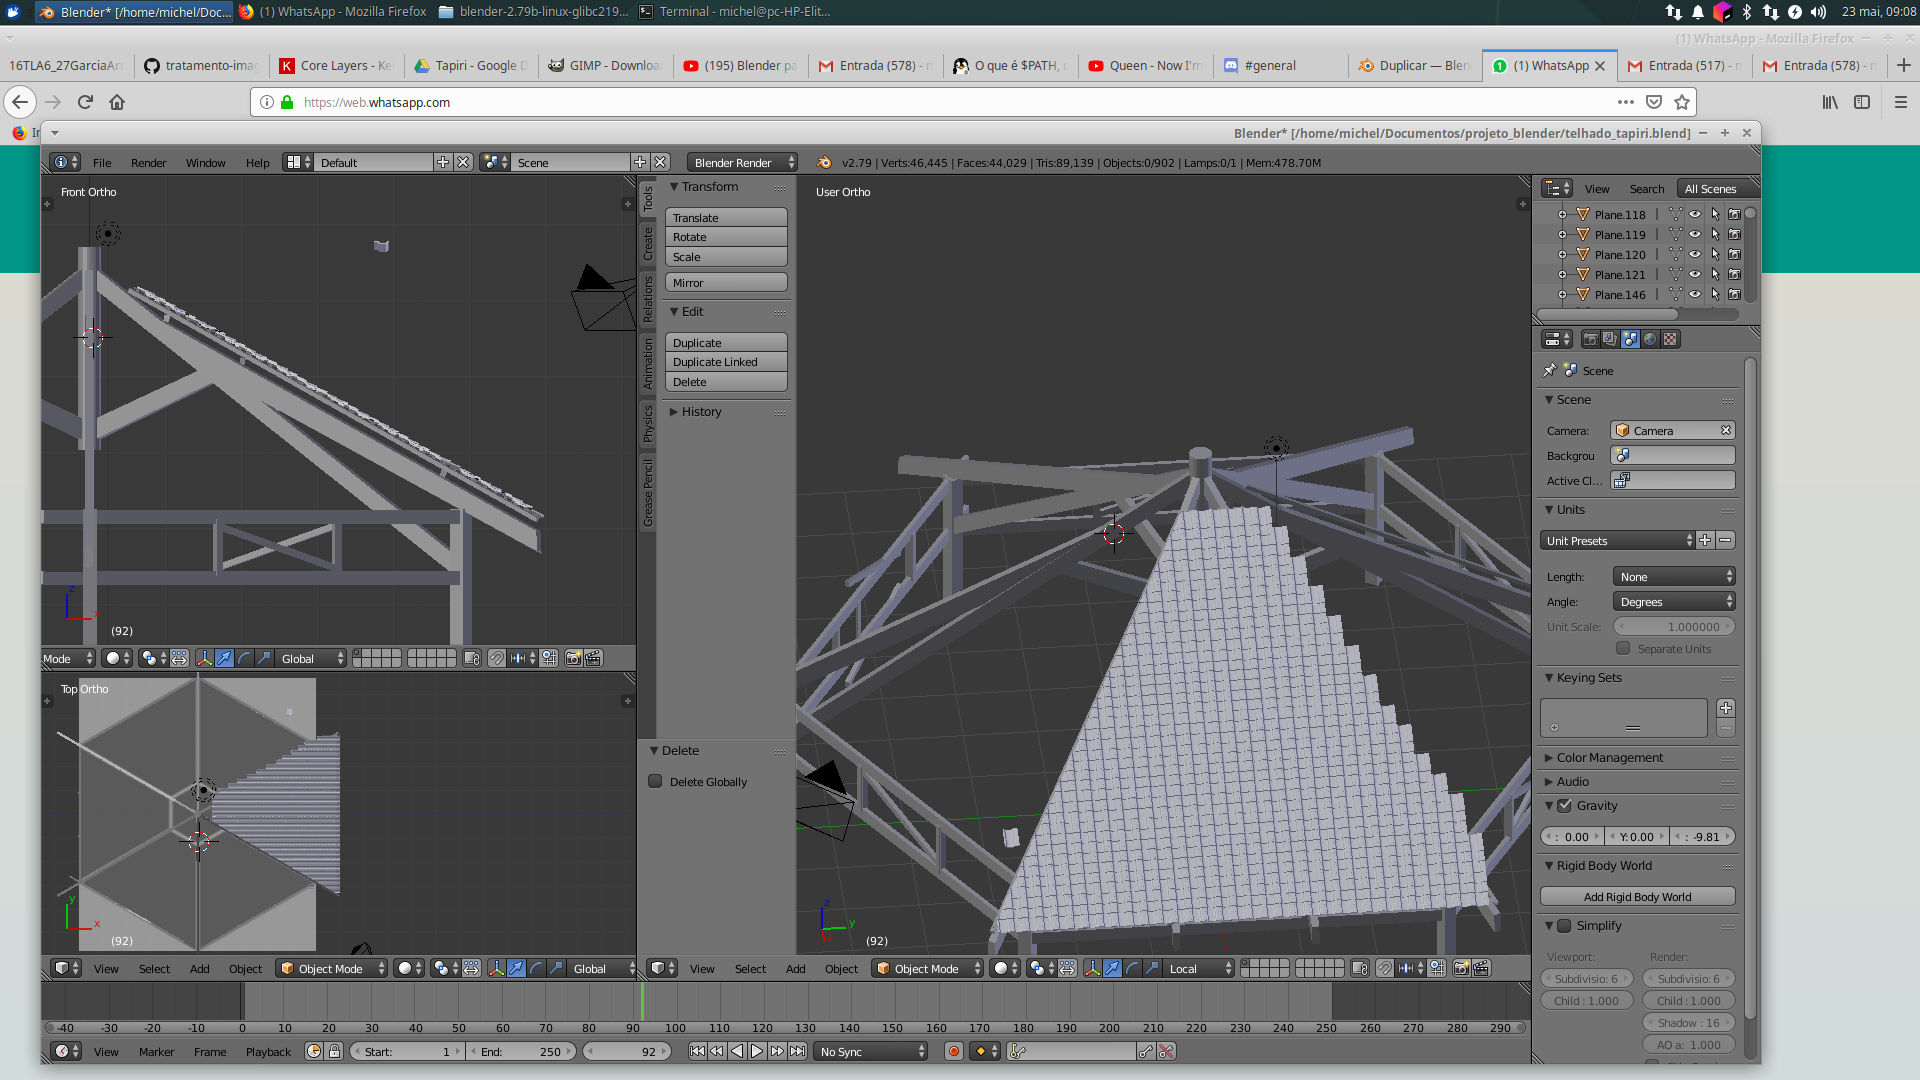 Blender* [/home/michel/Doc...
(1) WhatsApp - Mozilla Firefox
blender-2.79b-linux-glibc219...
Terminal - michel@pc-HP-Elit...
23 mai, 09:08
(1) WhatsApp - Mozilla Firefox
16TLA6_27GarciaAr
tratamento-imag
Core Layers - Ke
Tapiri - Google D
GIMP - Downloa
(195) Blender pa
Entrada (578) - m
O que é $PATH,
Queen - Now I'm
#general
Duplicar — Blen
(1) WhatsApp
Entrada (517) - m
Entrada (578) - m
https://web.whatsapp.com
Blender* [/home/michel/Documentos/projeto_blender/telhado_tapiri.blend]
File
Render
Window
Help
Default
Scene
Blender Render
v2.79 | Verts:46,445 | Faces:44,029 | Tris:89,139 | Objects:0/902 | Lamps:0/1 | Mem:478.70M
Front Ortho
z
x
(92)
Mode
Global
Top Ortho
y
x
(92)
View
Select
Add
Object
Object Mode
Global
Tools
Create
Relations
Animation
Physics
Grease Pencil
Transform
Translate
Rotate
Scale
Mirror
Edit
Duplicate
Duplicate Linked
Delete
History
Delete
Delete Globally
User Ortho
z
y
(92)
View
Select
Add
Object
Object Mode
Local
View
Search
All Scenes
Plane.118
Plane.119
Plane.120
Plane.121
Plane.146
Scene
Scene
Camera:
Camera
Backgrou
Active Cl...
Units
Unit Presets
Length:
None
Angle:
Degrees
Unit Scale:
1.000000
Separate Units
Keying Sets
Color Management
Audio
Gravity
: 0.00
Y: 0.00
: -9.81
Rigid Body World
Add Rigid Body World
Simplify
Viewport:
Render:
Subdivisio: 6
Subdivisio: 6
Child : 1.000
Child : 1.000
Shadow : 16
AO a: 1.000
-40 -30 -20 -10 0 10 20 30 40 50 60 70 80 90 100 110 120 130 140 150 160 170 180 190 200 210 220 230 240 250 260 270 280 290
View
Marker
Frame
Playback
Start: 1
End: 250
92
No Sync